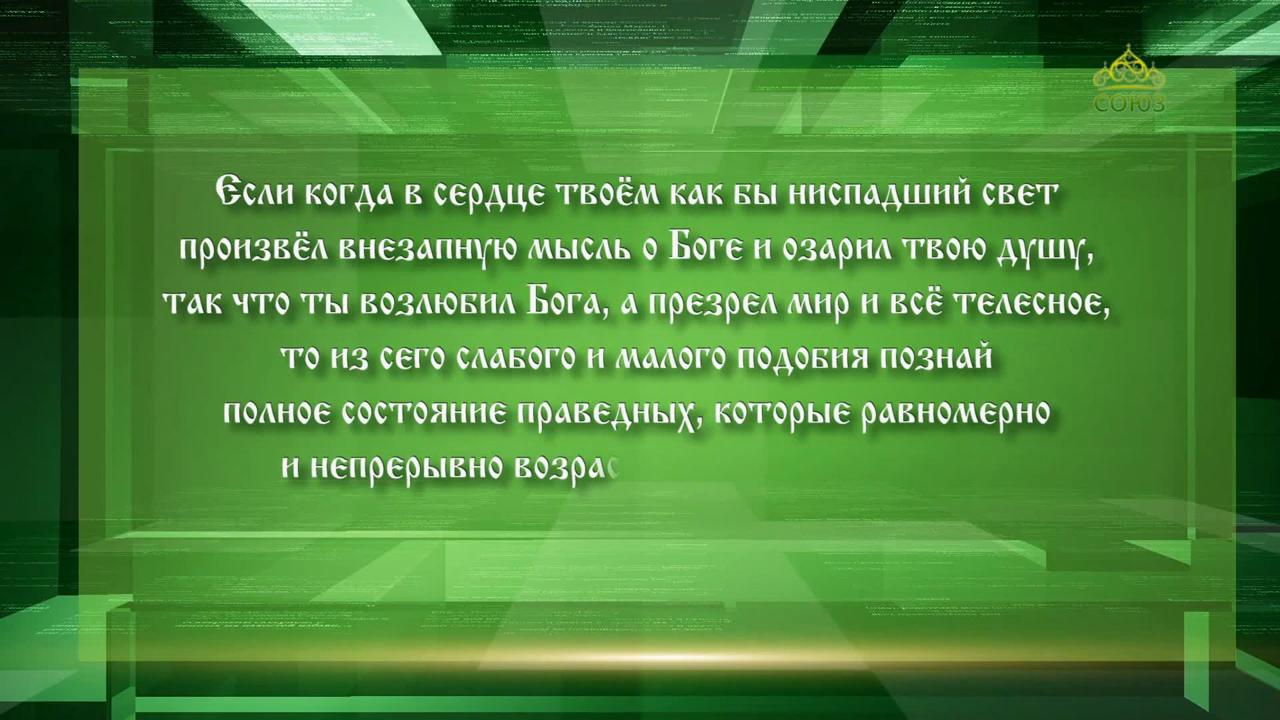 СОЮЗ
Если когда в сердце твоём как бы ниспадший свет
произвёл внезапную мысль о Боге и озарил твою душу,
так что ты возлюбил Бога, а презрел мир и всё телесное,
то из сего слабого и малого подобия познай
полное состояние праведных, которые равномерно
и непрерывно возрас